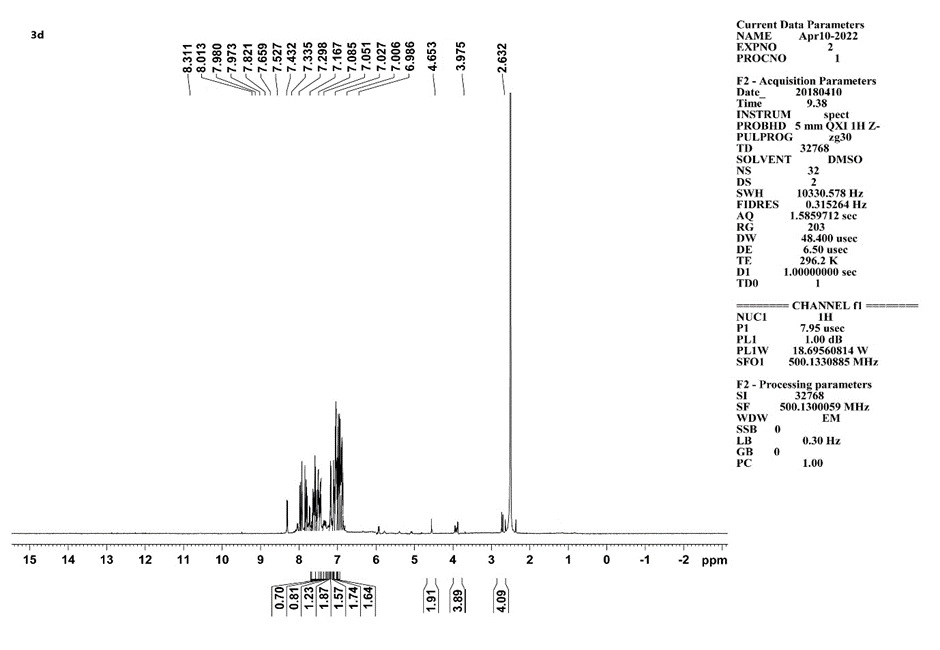 3d
8.311
8.013
7.980
7.973
7.821
7.659
7.527
7.432
7.335
7.298
7.167
7.085
7.051
7.027
7.006
6.986
4.653
3.975
2.632
Current Data Parameters
NAME Apr10-2022
EXPNO 2
PROCNO 1
F2 - Acquisition Parameters
Date_ 20180410
Time 9.38
INSTRUM spect
PROBHD 5 mm QXI 1H Z-
PULPROG zg30
TD 32768
SOLVENT DMSO
NS 32
DS 2
SWH 10330.578 Hz
FIDRES 0.315264 Hz
AQ 1.5859712 sec
RG 203
DW 48.400 usec
DE 6.50 usec
TE 296.2 K
D1 1.00000000 sec
TD0 1
======== CHANNEL f1 ========
NUC1 1H
P1 7.95 usec
PL1 1.00 dB
PL1W 18.69560814 W
SFO1 500.1330885 MHz
F2 - Processing parameters
SI 32768
SF 500.1300059 MHz
WDW EM
SSB 0
LB 0.30 Hz
GB 0
PC 1.00
15 14 13 12 11 10 9 8 7 6 5 4 3 2 1 0 -1 -2 ppm
0.70
0.81
1.23
1.87
1.57
1.74
1.64
1.91
3.89
4.09